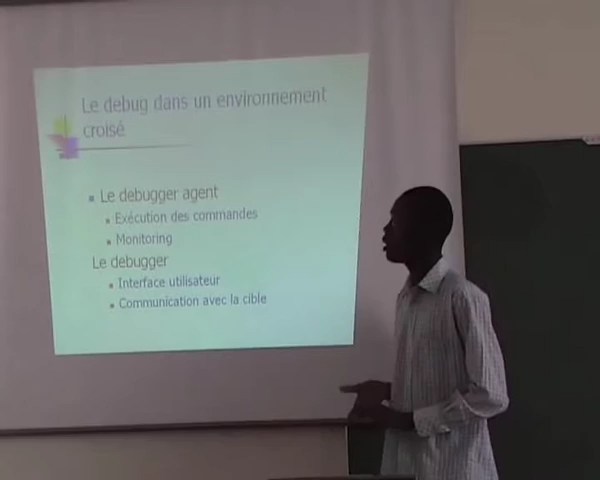 Le debug dans un environnement
croisé
Le debugger agent
Exécution des commandes
Monitoring
Le debugger
Interface utilisateur
Communication avec la cible